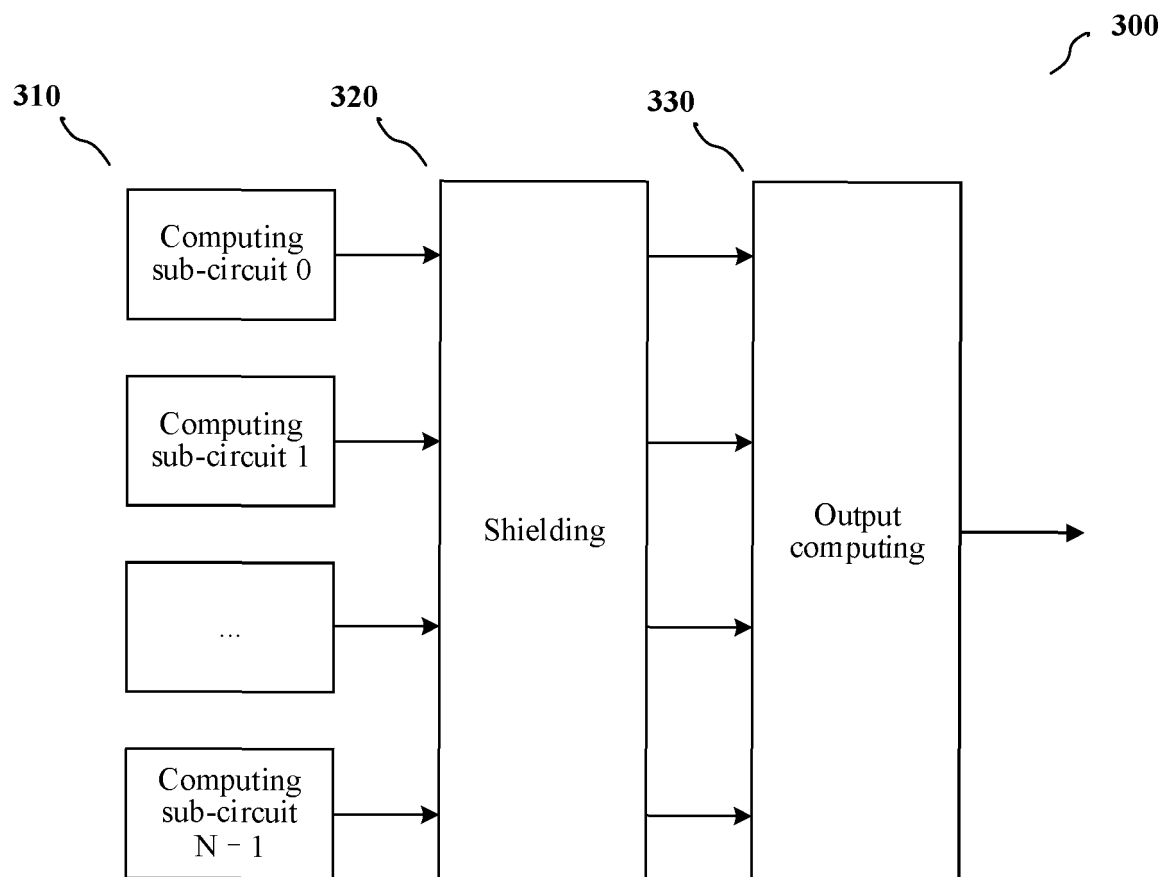 300
310
320
330
Computing
sub-circuit 0
Computing
sub-circuit 1
...
Computing
sub-circuit
N - 1
Shielding
Output
computing